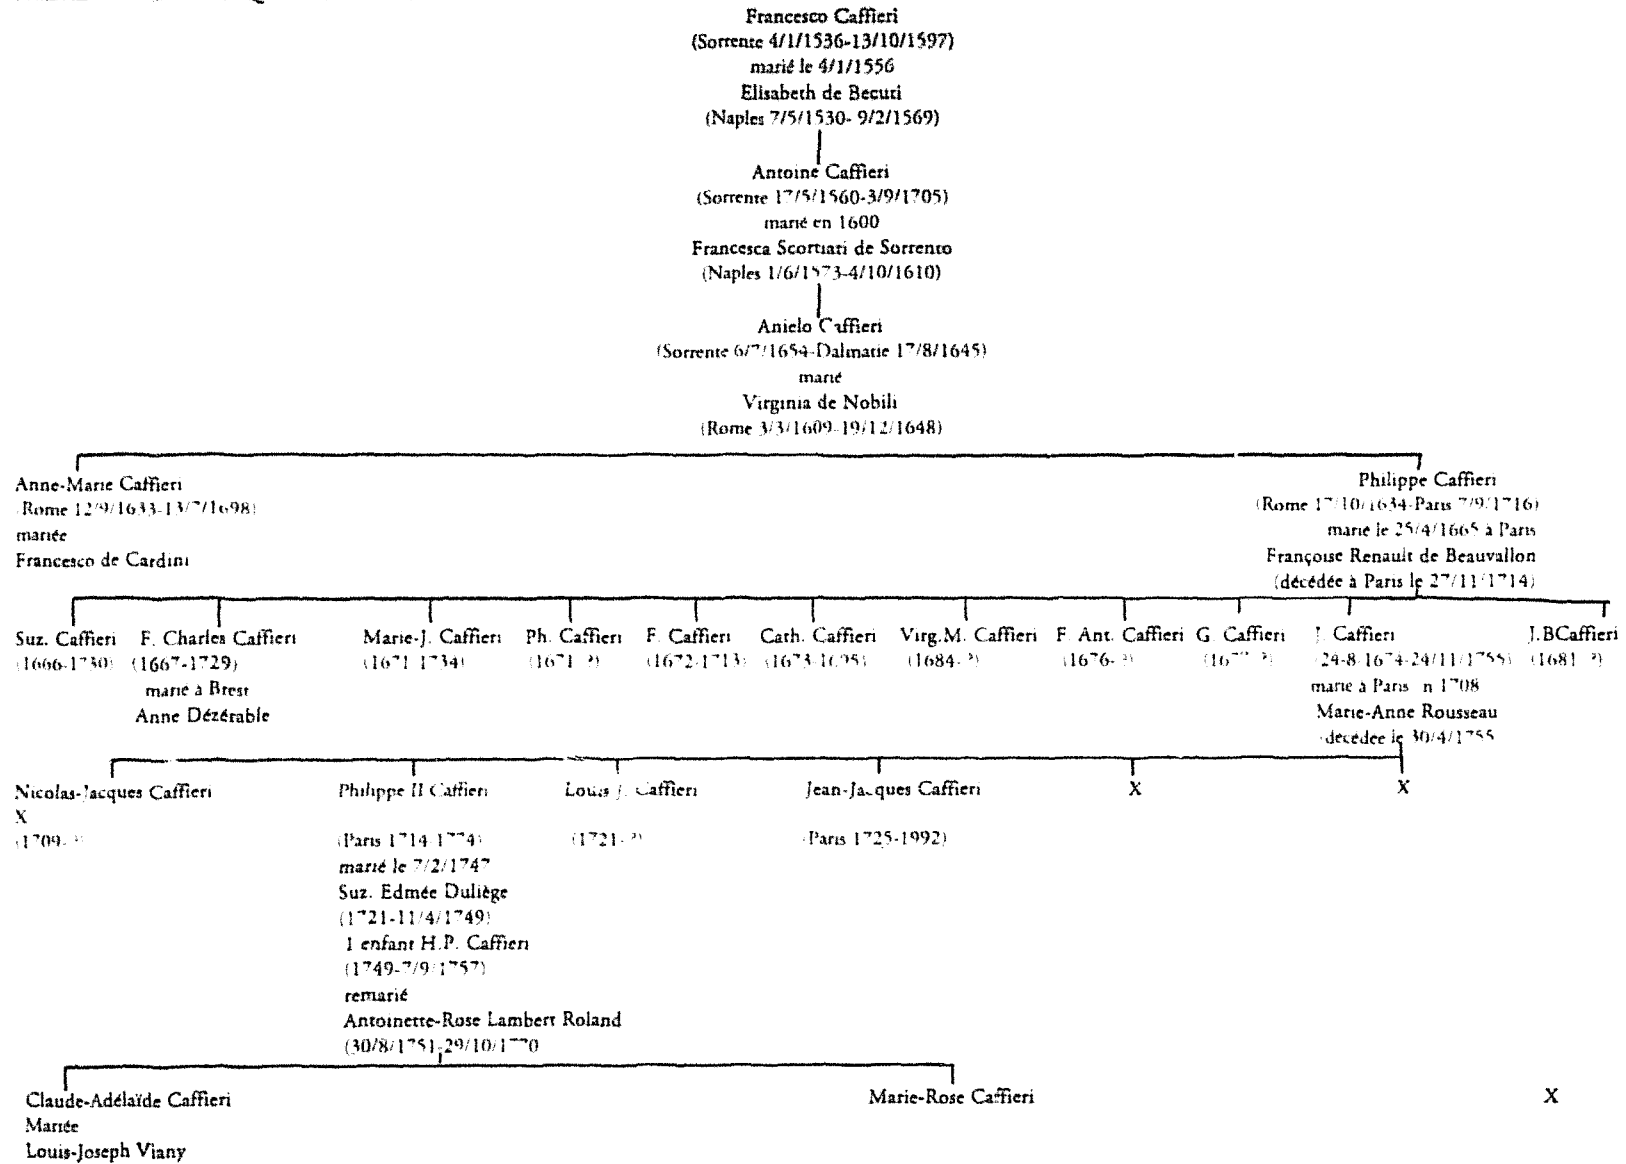 Francesco Caffieri
(Sorrente 4/1/1536-13/10/1597)
marié le 4/1/1556
Elisabeth de Becuti
(Naples 7/5/1530- 9/2/1569)
Antoine Caffieri
(Sorrente 17/5/1560-3/9/1705)
marié en 1600
Francesca Scortiati de Sorrento
(Naples 1/6/1573-4/10/1610)
Anielo Caffieri
(Sorrente 6/7/1654-Dalmatie 17/8/1645)
marié
Virginia de Nobili
(Rome 3/3/1609-19/12/1648)
Anne-Marie Caffieri
(Rome 12/9/1633-13/7/1698)
mariée
Francesco de Cardini
Philippe Caffieri
(Rome 17/10/1634-Paris 7/9/1716)
marié le 25/4/1665 à Paris
Françoise Renault de Beauvallon
(décédée à Paris le 27/11/1714)
Suz. Caffieri F. Charles Caffieri Marie-J. Caffieri Ph. Caffieri F. Caffieri Cath. Caffieri Virg.M. Caffieri F. Ant. Caffieri G. Caffieri J. Caffieri J.BCaffieri
(1666-1730) (1667-1729) (1671-1734) (1671-?) (1672-1713) (1673-1695) (1684-?) (1676-?) (24-8-1674-24/11/1755) (1681-?)
marié à Brest
Anne Dézérable
marié à Paris n 1708
Marie-Anne Rousseau
décédée le 30/4/1755
Nicolas-Jacques Caffieri Philippe II Caffieri Louis J. Caffieri Jean-Jacques Caffieri X X
X
(1709-?) (Paris 1714-1774) (1721-?) (Paris 1725-1992)
marié le 7/2/1747
Suz. Edmée Duliège
(1721-11/4/1749)
1 enfant H.P. Caffieri
(1749-7/9/1757)
remarié
Antoinette-Rose Lambert Roland
(30/8/1751-29/10/1770
Claude-Adélaïde Caffieri Marie-Rose Caffieri X
Mariée
Louis-Joseph Viany